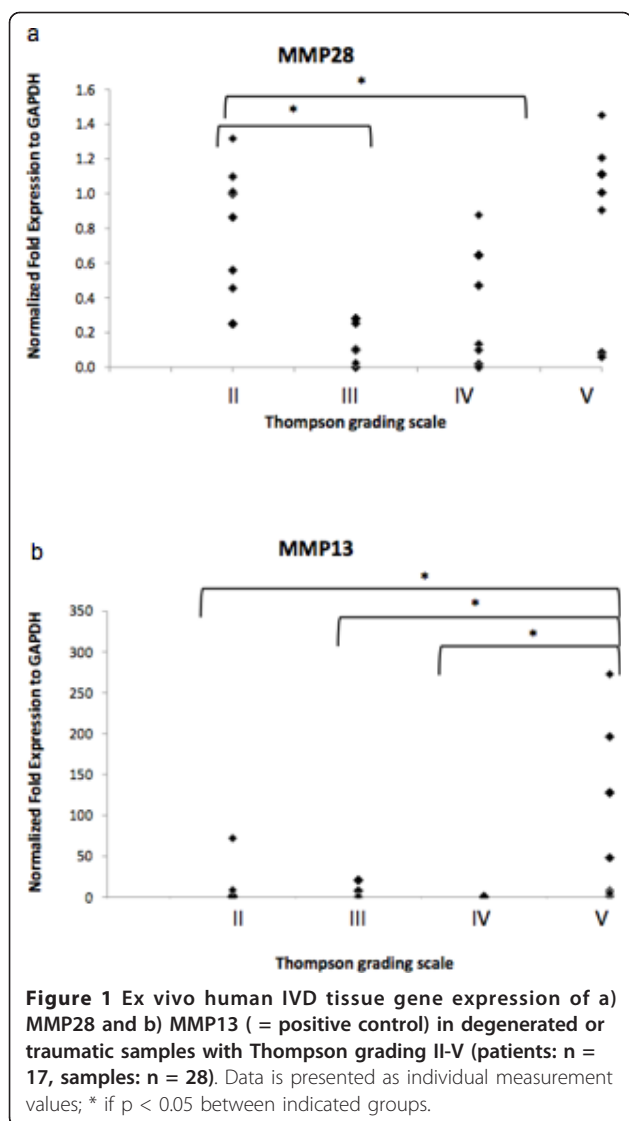 a
MMP28
Normalized Fold Expression to GAPDH
1.6
1.4
1.2
1.0
0.8
0.6
0.4
0.2
0.0
*
*
II III IV V
Thompson grading scale
b
MMP13
Normalized Fold Expression to GAPDH
350
300
250
200
150
100
50
0
*
*
*
II III IV V
Thompson grading scale
Figure 1 Ex vivo human IVD tissue gene expression of a)
MMP28 and b) MMP13 ( = positive control) in degenerated or
traumatic samples with Thompson grading II-V (patients: n =
17, samples: n = 28). Data is presented as individual measurement
values; * if p < 0.05 between indicated groups.